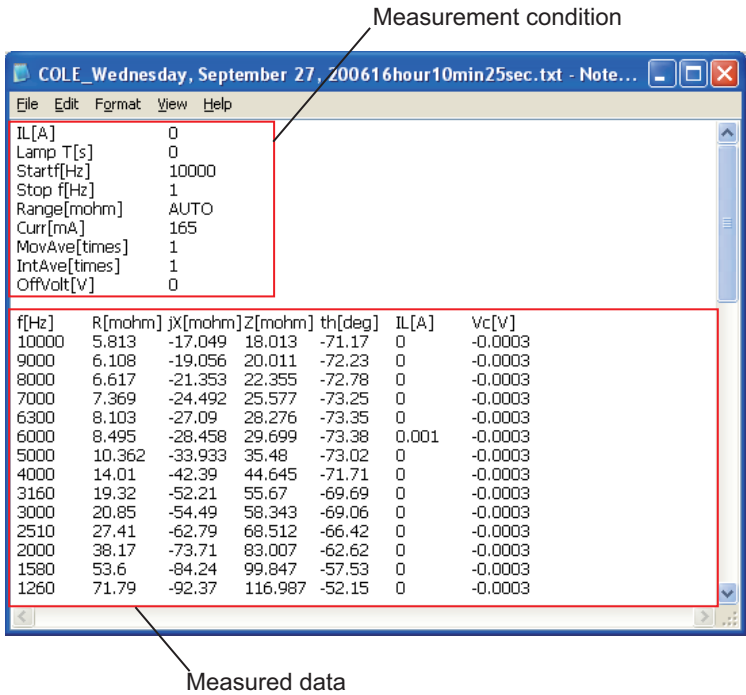 Measurement condition
COLE_Wednesday, September 27, 200616hour10min25sec.txt - Note...
File Edit Format View Help
IL[A] 0
Lamp T[s] 0
Startf[Hz] 10000
Stop f[Hz] 1
Range[mohm] AUTO
Curr[mA] 165
MovAve[times] 1
IntAve[times] 1
OffVolt[V] 0
f[Hz] R[mohm] jX[mohm] Z[mohm] th[deg] IL[A] Vc[V]
10000 5.813 -17.049 18.013 -71.17 0 -0.0003
9000 6.108 -19.056 20.011 -72.23 0 -0.0003
8000 6.617 -21.353 22.355 -72.78 0 -0.0003
7000 7.369 -24.492 25.577 -73.25 0 -0.0003
6300 8.103 -27.09 28.276 -73.35 0 -0.0003
6000 8.495 -28.458 29.699 -73.38 0.001 -0.0003
5000 10.362 -33.933 35.48 -73.02 0 -0.0003
4000 14.01 -42.39 44.645 -71.71 0 -0.0003
3160 19.32 -52.21 55.67 -69.69 0 -0.0003
3000 20.85 -54.49 58.343 -69.06 0 -0.0003
2510 27.41 -62.79 68.512 -66.42 0 -0.0003
2000 38.17 -73.71 83.007 -62.62 0 -0.0003
1580 53.6 -84.24 99.847 -57.53 0 -0.0003
1260 71.79 -92.37 116.987 -52.15 0 -0.0003
Measured data